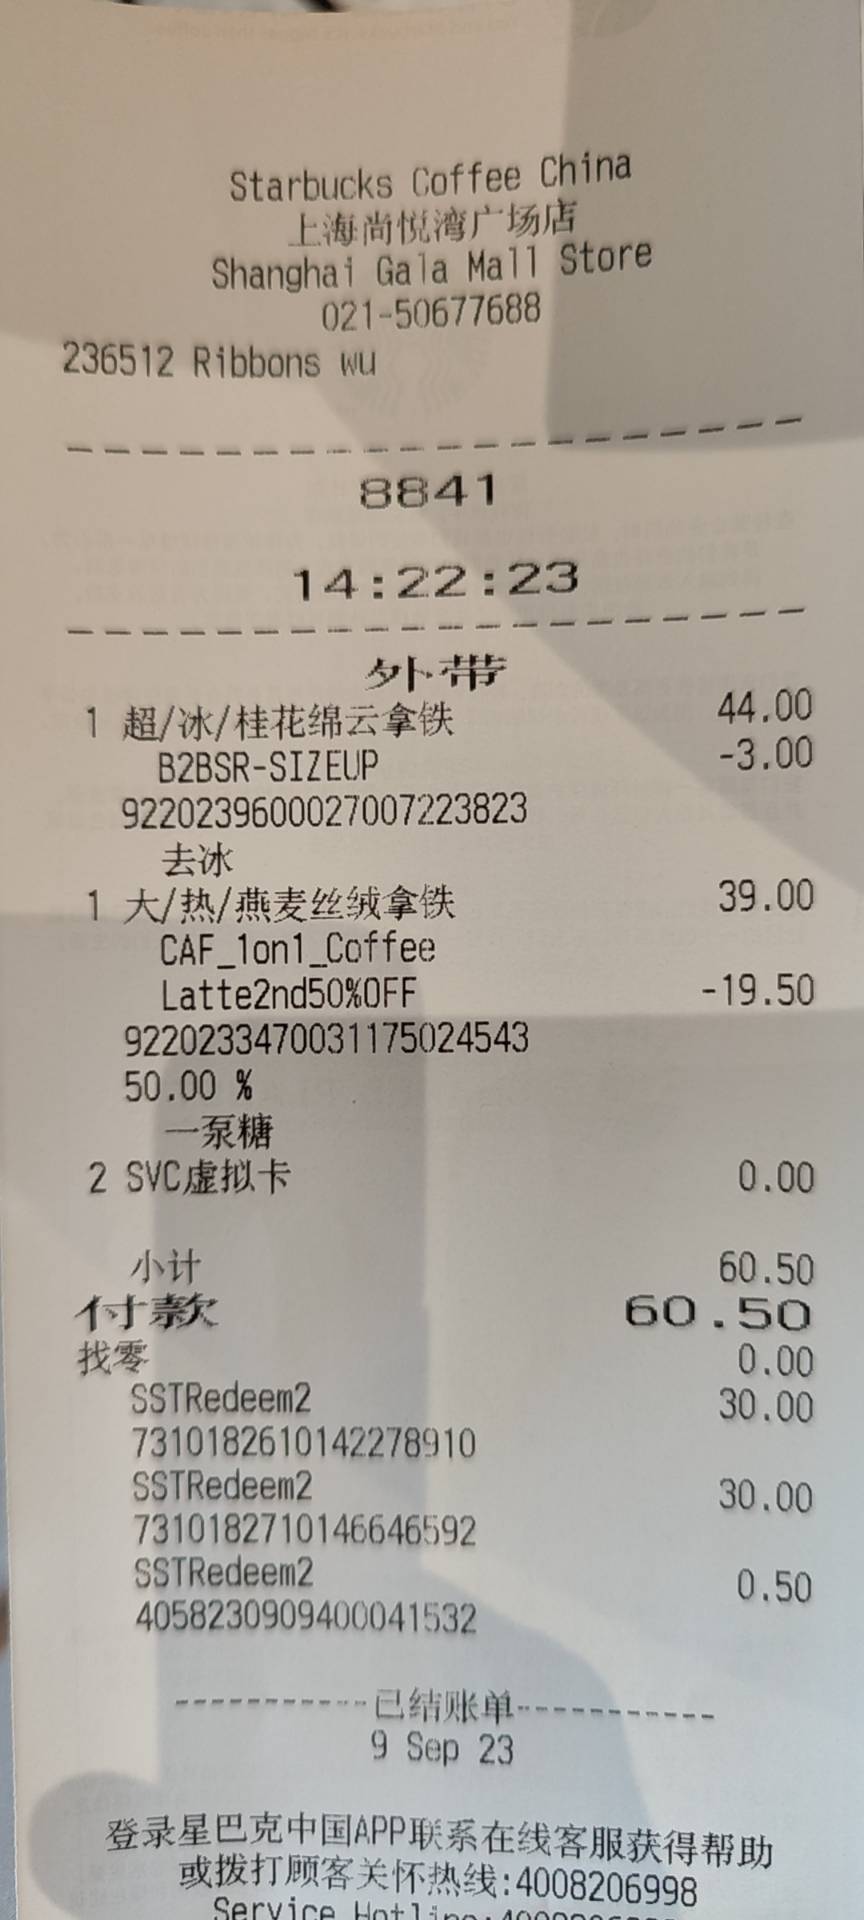 Starbucks Coffee China
上海尚悦湾广场店
Shanghai Gala Mall Store
021-50677688
236512 Ribbons wu
8841
14:22:23
外带
1 超/冰/桂花绵云拿铁 44.00
B2BSR-SIZEUP -3.00
9220239600027007223823
去冰
1 大/热/燕麦丝绒拿铁 39.00
CAF_1on1_Coffee
Latte2nd50%OFF -19.50
9220233470031175024543
50.00 %
一泵糖
2 SVC虚拟卡 0.00
小计 60.50
付款 60.50
找零 0.00
SSTRedeem2 30.00
7310182610142278910
SSTRedeem2 30.00
7310182710146646592
SSTRedeem2 0.50
4058230909400041532
-----------已结账单-----------
9 Sep 23
登录星巴克中国APP联系在线客服获得帮助
或拨打顾客关怀热线:4008206998
Service Hotline: